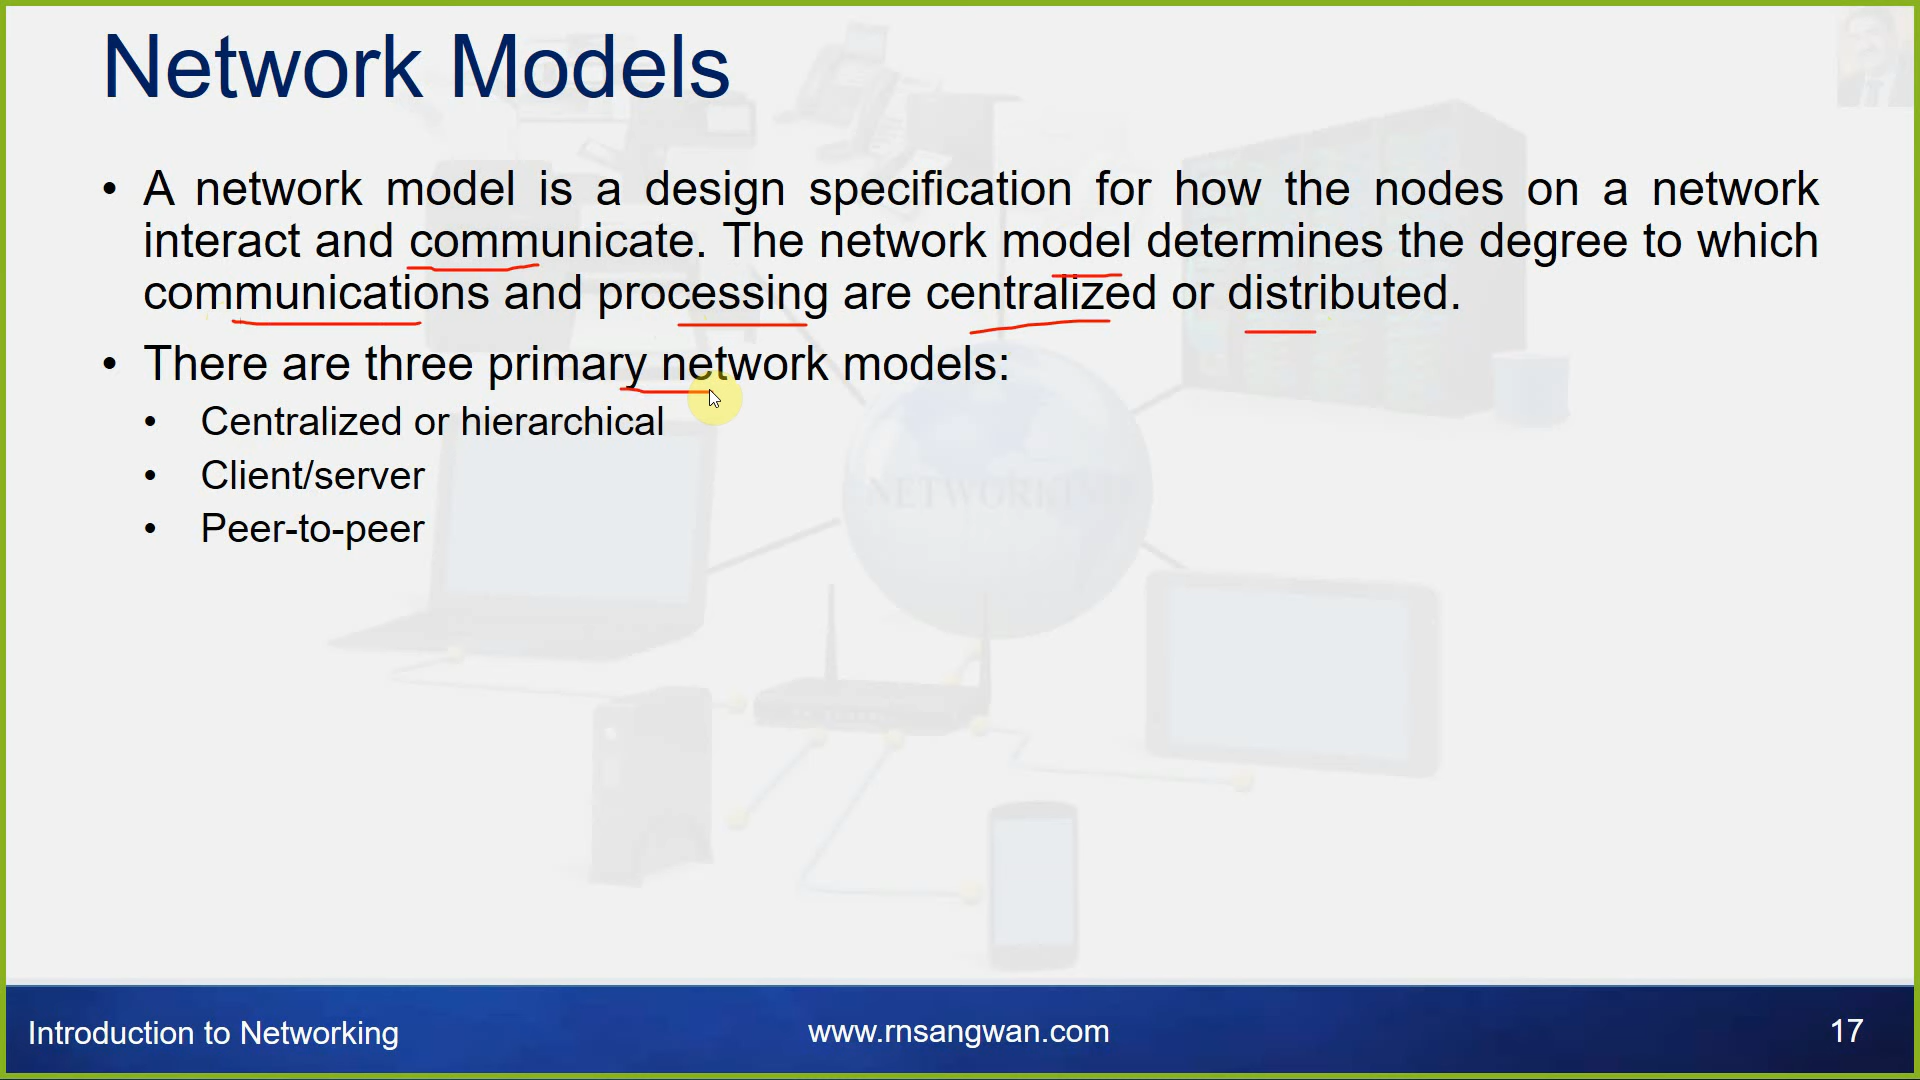 Network Models
• A network model is a design specification for how the nodes on a network
interact and communicate. The network model determines the degree to which
communications and processing are centralized or distributed.
• There are three primary network models:
• Centralized or hierarchical
• Client/server
• Peer-to-peer
Introduction to Networking
www.rnsangwan.com
17